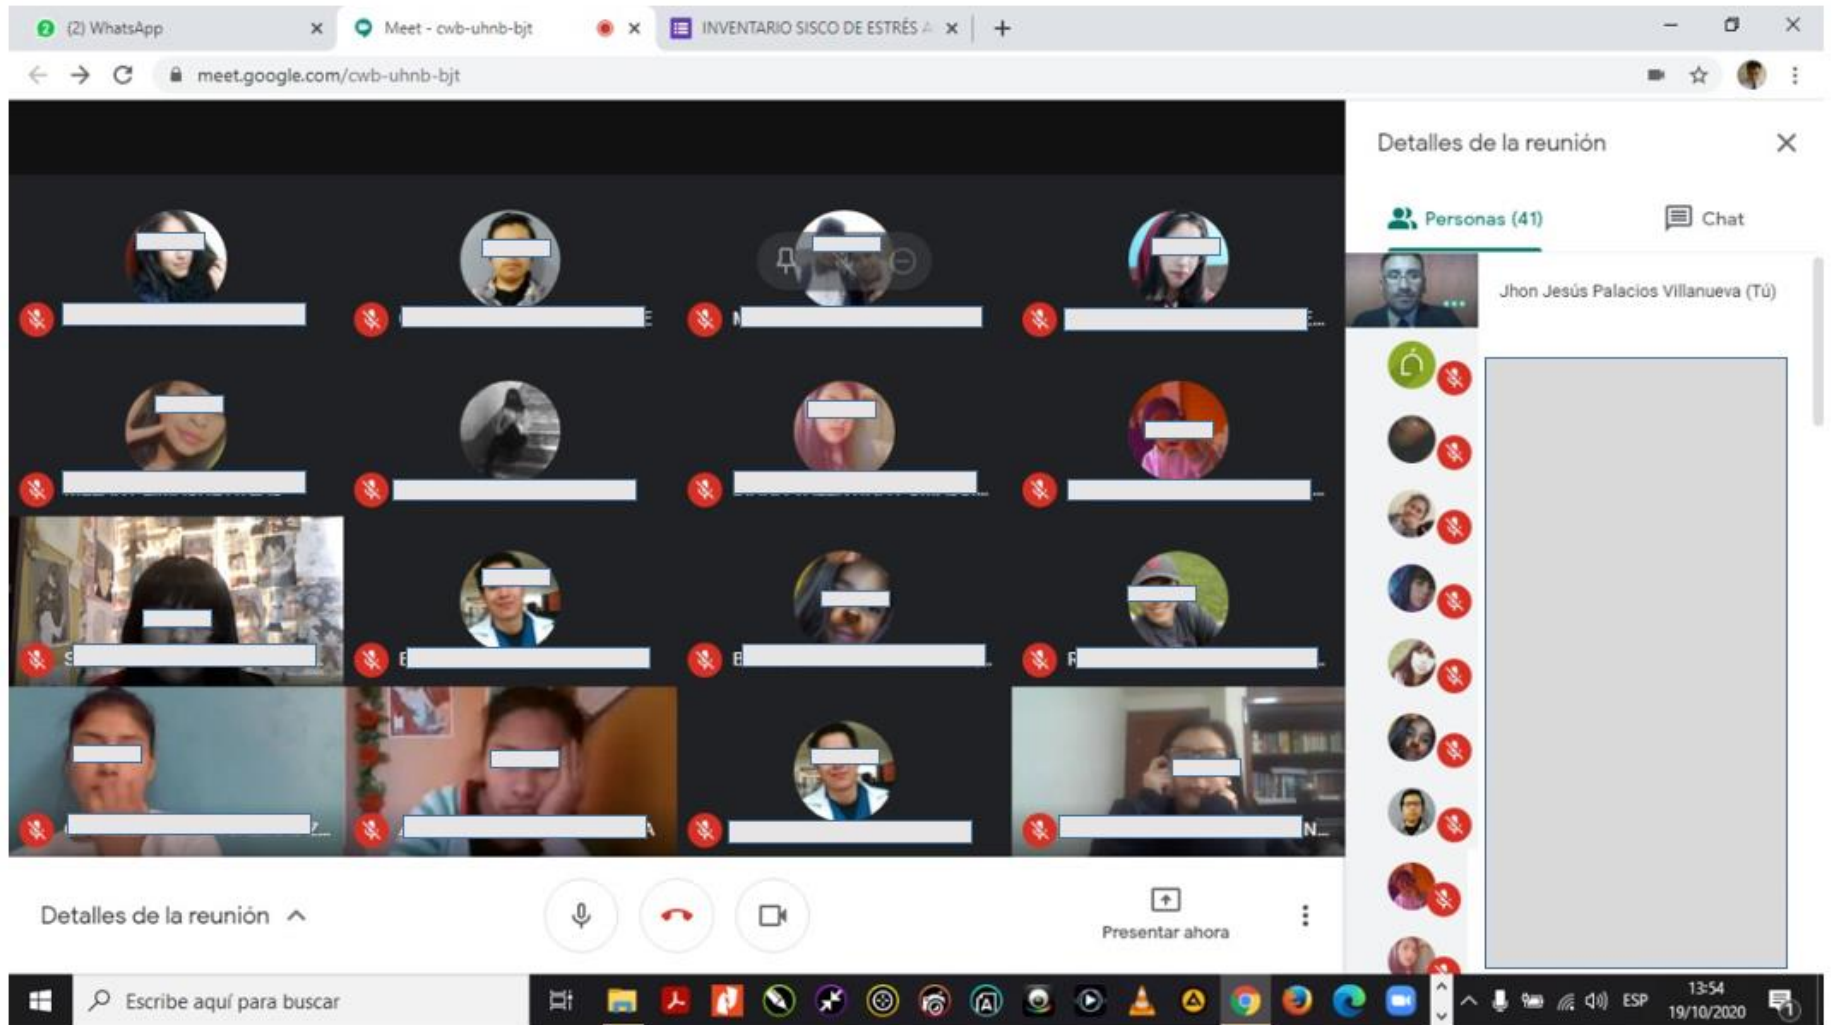 (2) WhatsApp
Meet - cwb-uhnb-bjt
INVENTARIO SISCO DE ESTRÉS
meet.google.com/cwb-uhnb-bjt
Detalles de la reunión
Personas (41)
Chat
Jhon Jesús Palacios Villanueva (Tú)
Detalles de la reunión
Presentar ahora
Escribe aquí para buscar
ESP
13:54
19/10/2020